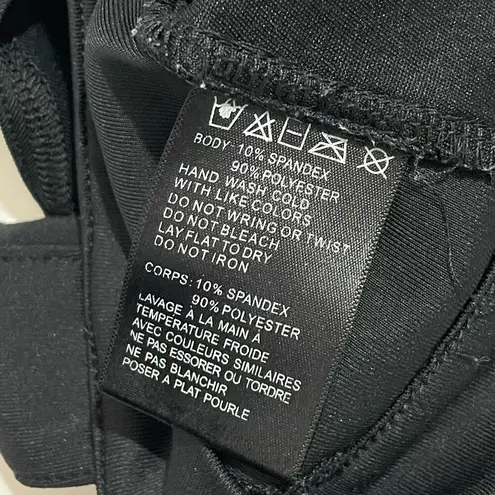 BODY: 10% SPANDEX
90% POLYESTER
HAND WASH COLD
WITH LIKE COLORS
DO NOT WRING OR TWIST
DO NOT BLEACH
LAY FLAT TO DRY
DO NOT IRON
CORPS: 10% SPANDEX
90% POLYESTER
LAVAGE À LA MAIN À
TEMPÉRATURE FROIDE
AVEC COULEURS SIMILAIRES
NE PAS ESSORER OU TORDRE
NE PAS BLANCHIR
POSER A PLAT POURLE